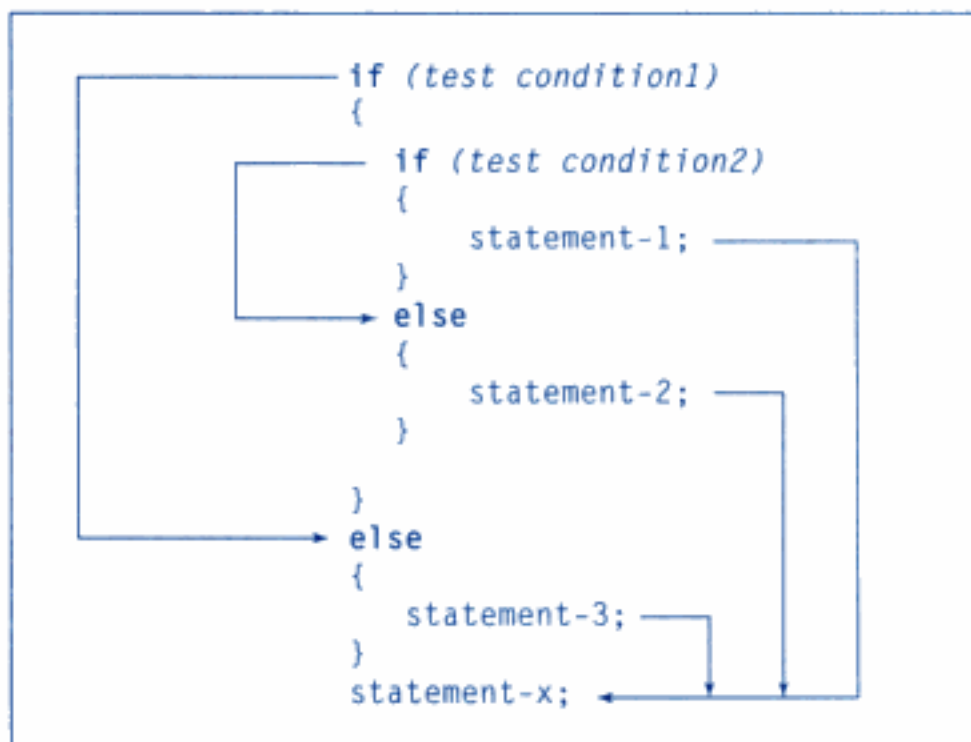 if (test condition1)
{
if (test condition2)
{
statement-1;
}
else
{
statement-2;
}
}
else
{
statement-3;
}
statement-x;